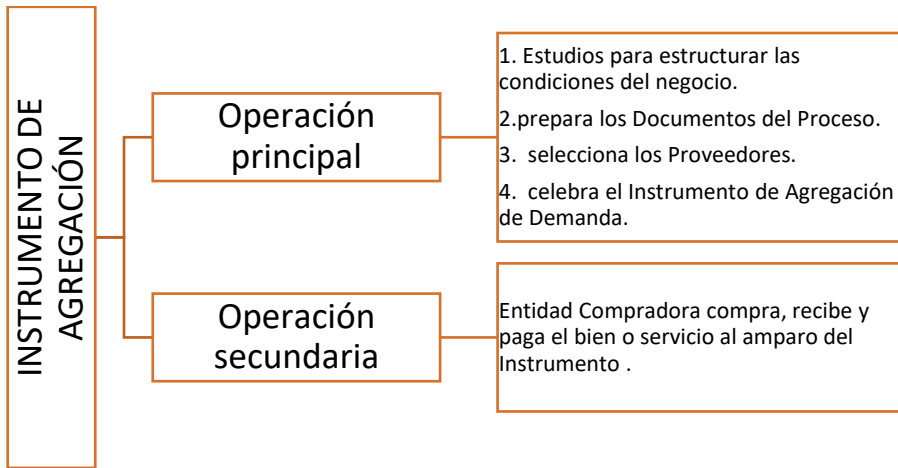 INSTRUMENTO DE
AGREGACIÓN
Operación
principal
1. Estudios para estructurar las
condiciones del negocio.
2.prepara los Documentos del Proceso.
3. selecciona los Proveedores.
4. celebra el Instrumento de Agregación
de Demanda.
Operación
secundaria
Entidad Compradora compra, recibe y
paga el bien o servicio al amparo del
Instrumento .